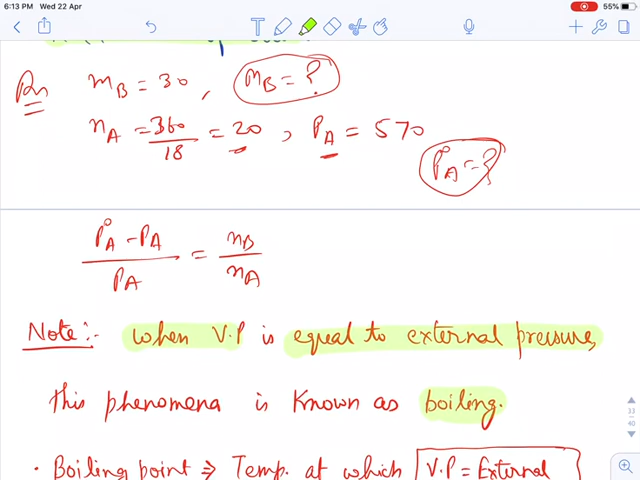 6:13 PM Wed 22 Apr
55%
m_B = 30 , m_B = ?
n_A = 360/18 = 20 , P_A = 570
P°_A = ?
(P°_A - P_A)/P_A = n_B/n_A
Note:- when V.P is equal to external pressure,
this phenomena is known as boiling.
• Boiling point ⇒ Temp. at which V.P = External
33
40